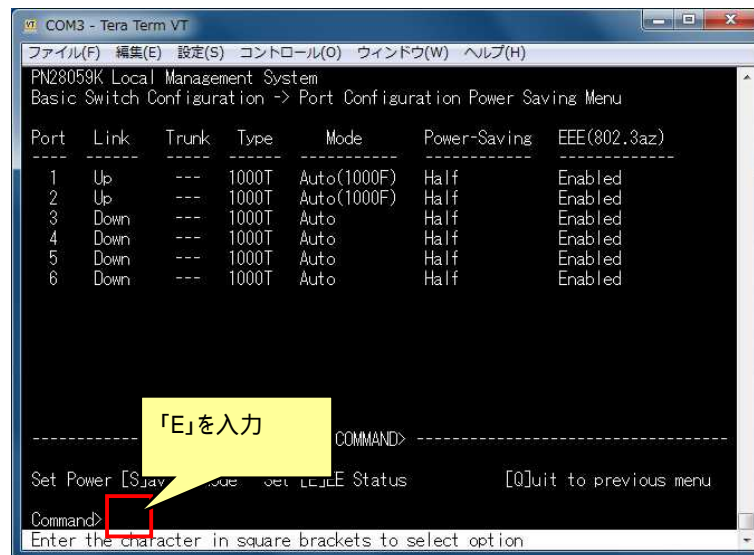 COM3 - Tera Term VT
ファイル(F) 編集(E) 設定(S) コントロール(O) ウィンドウ(W) ヘルプ(H)
PN28059K Local Management System
Basic Switch Configuration -> Port Configuration Power Saving Menu
Port Link Trunk Type Mode Power-Saving EEE(802.3az)
---- ---- ----- ------ ------------ ------------ -------------
1 Up --- 1000T Auto(1000F) Half Enabled
2 Up --- 1000T Auto(1000F) Half Enabled
3 Down --- 1000T Auto Half Enabled
4 Down --- 1000T Auto Half Enabled
5 Down --- 1000T Auto Half Enabled
6 Down --- 1000T Auto Half Enabled
「E」を入力
COMMAND>
Set Power [S]av Set [E]EE Status [Q]uit to previous menu
Command>
Enter the character in square brackets to select option